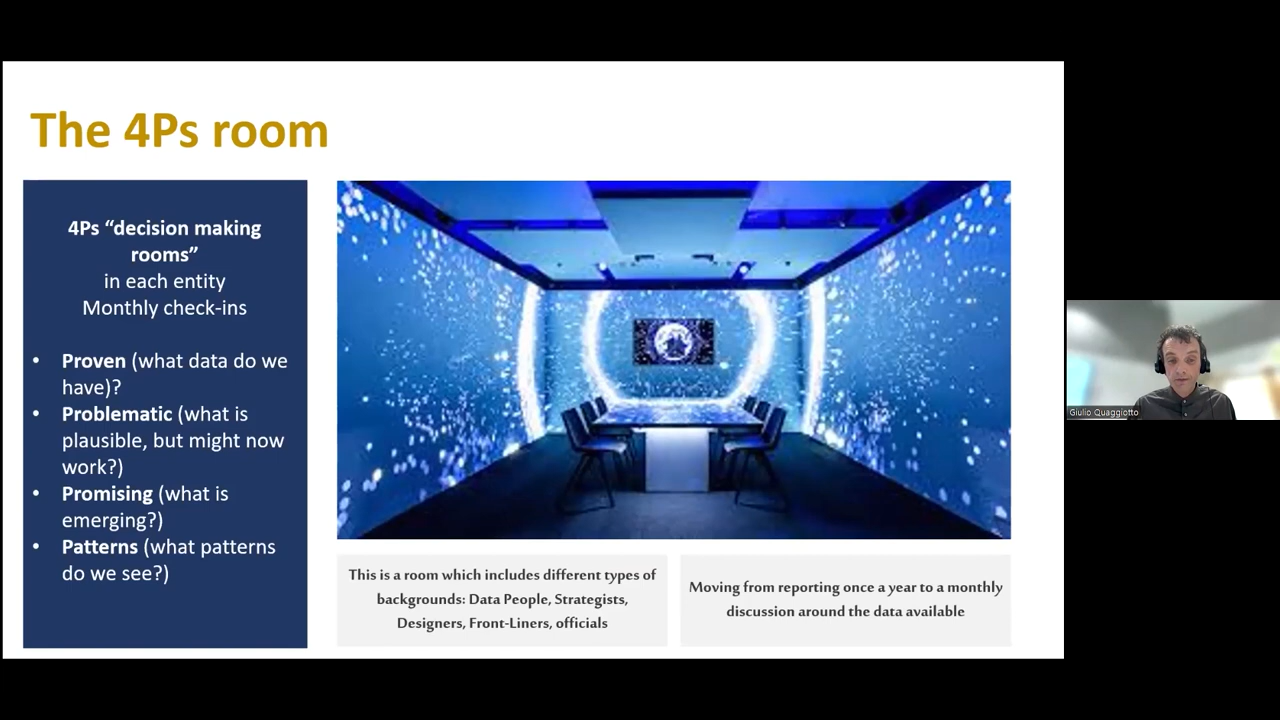 The 4Ps room
4Ps “decision making
rooms”
in each entity
Monthly check-ins
• Proven (what data do we
have)?
• Problematic (what is
plausible, but might now
work?)
• Promising (what is
emerging?)
• Patterns (what patterns
do we see?)
This is a room which includes different types of
backgrounds: Data People, Strategists,
Designers, Front-Liners, officials
Moving from reporting once a year to a monthly
discussion around the data available
Giulio Quaggiotto